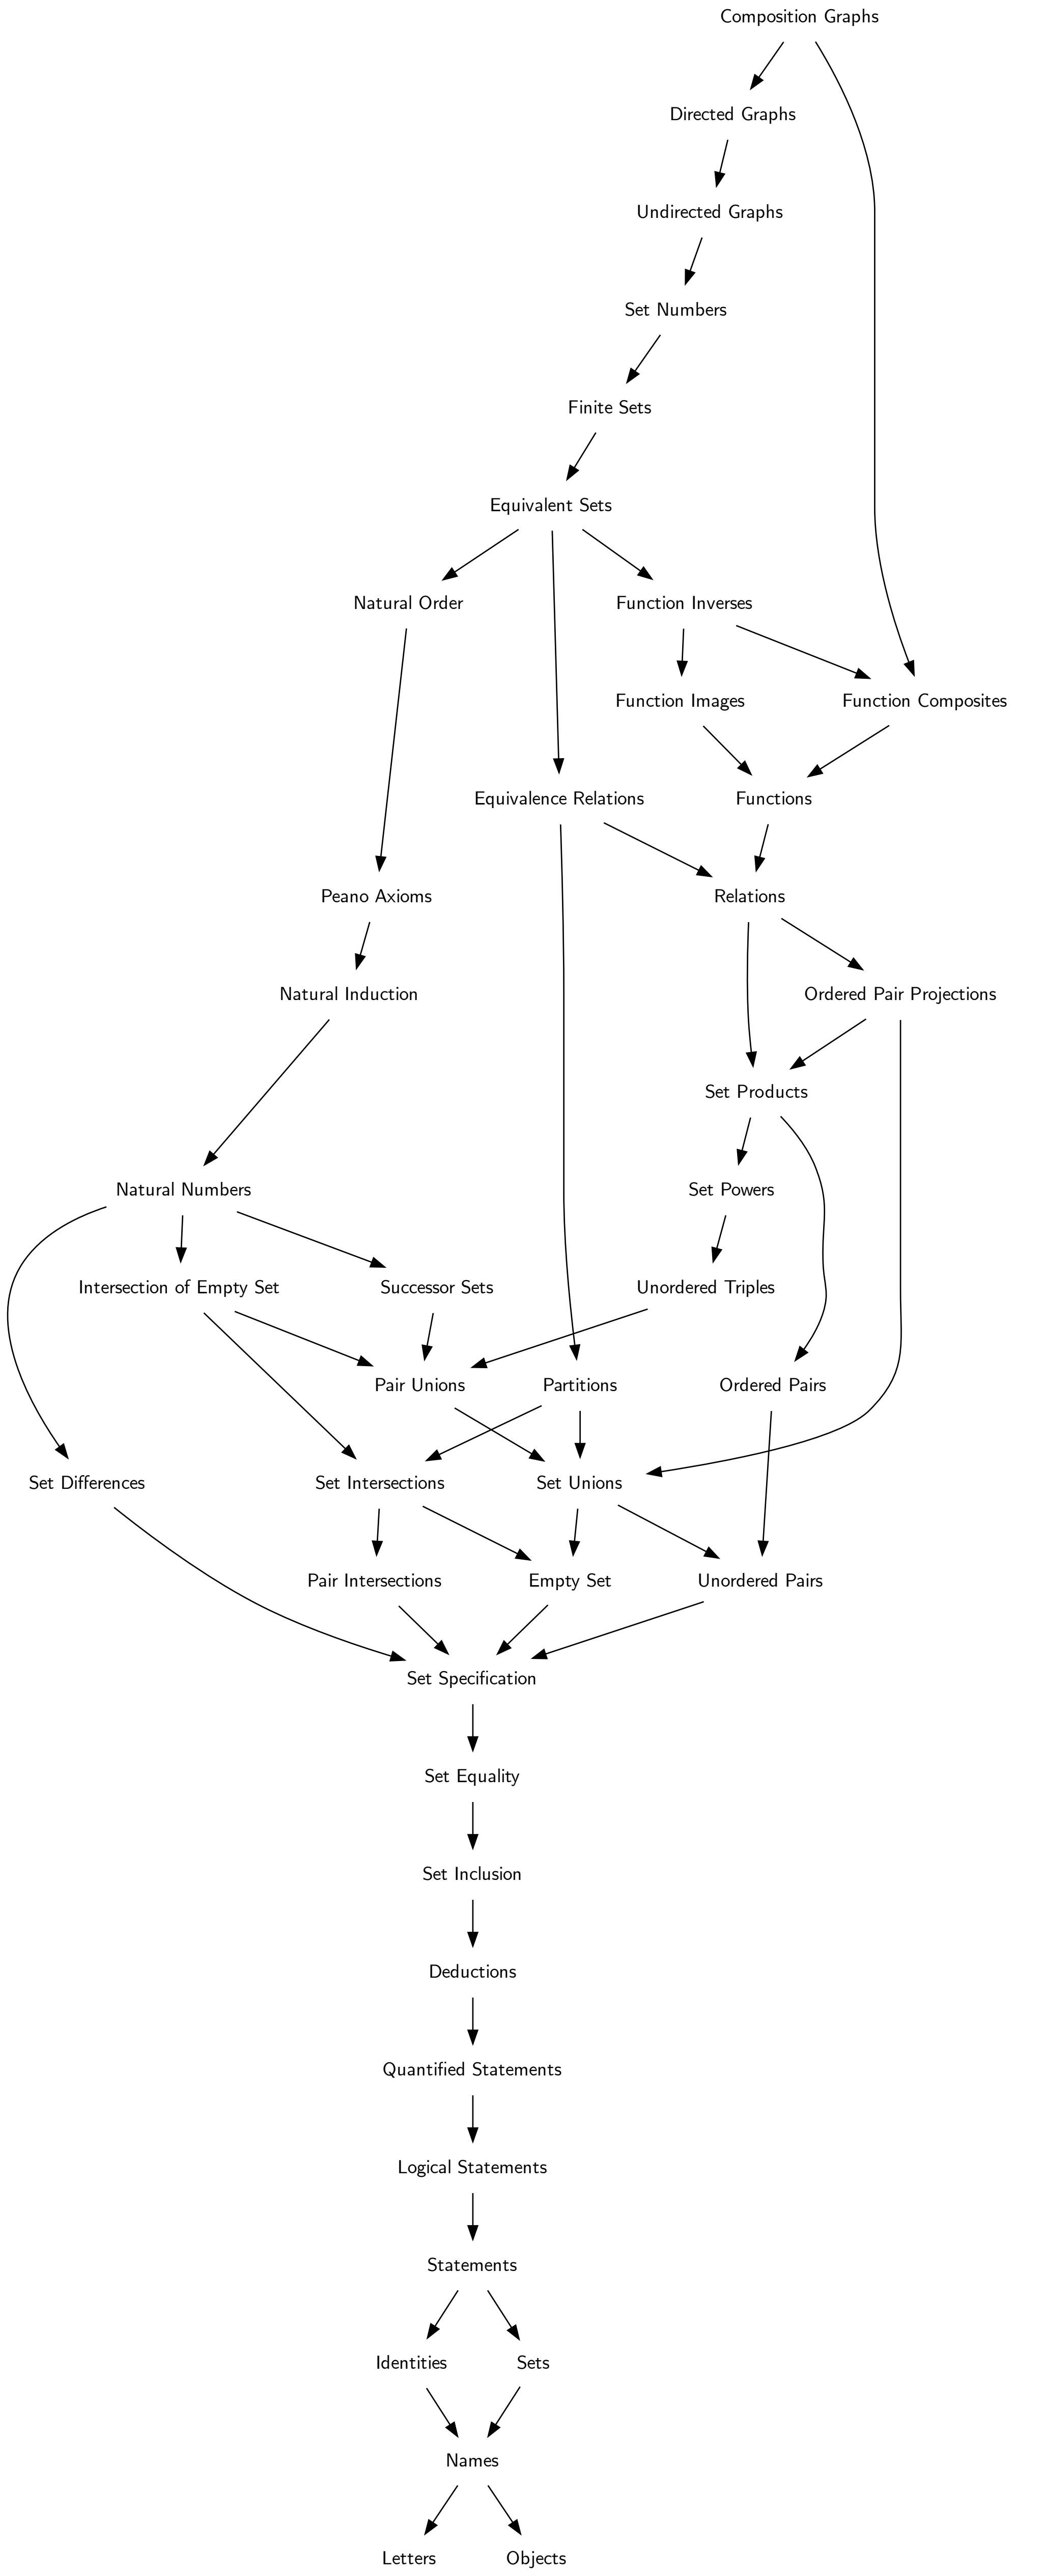 Composition Graphs
Directed Graphs
Undirected Graphs
Set Numbers
Finite Sets
Equivalent Sets
Natural Order
Function Inverses
Function Images
Function Composites
Equivalence Relations
Functions
Peano Axioms
Relations
Natural Induction
Ordered Pair Projections
Set Products
Natural Numbers
Set Powers
Intersection of Empty Set
Successor Sets
Unordered Triples
Pair Unions
Partitions
Ordered Pairs
Set Differences
Set Intersections
Set Unions
Pair Intersections
Empty Set
Unordered Pairs
Set Specification
Set Equality
Set Inclusion
Deductions
Quantified Statements
Logical Statements
Statements
Identities
Sets
Names
Letters
Objects